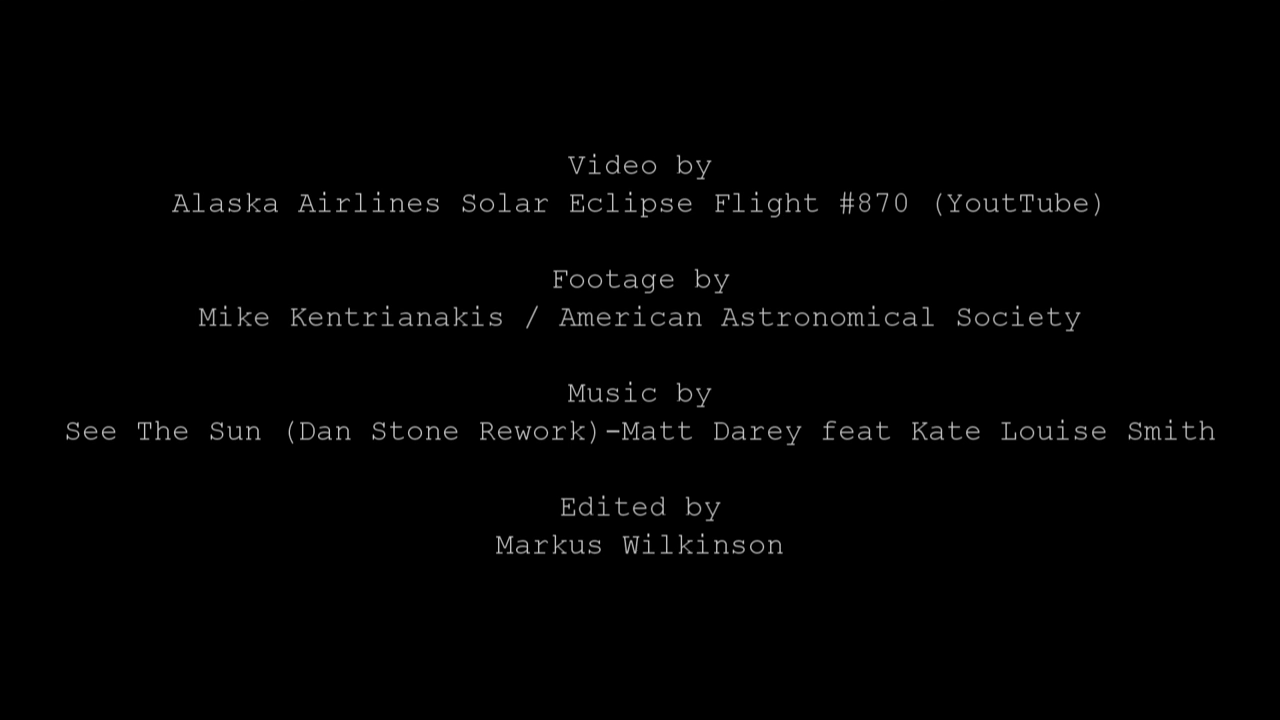 Video by
Alaska Airlines Solar Eclipse Flight #870 (YoutTube)
Footage by
Mike Kentrianakis / American Astronomical Society
Music by
See The Sun (Dan Stone Rework)-Matt Darey feat Kate Louise Smith
Edited by
Markus Wilkinson